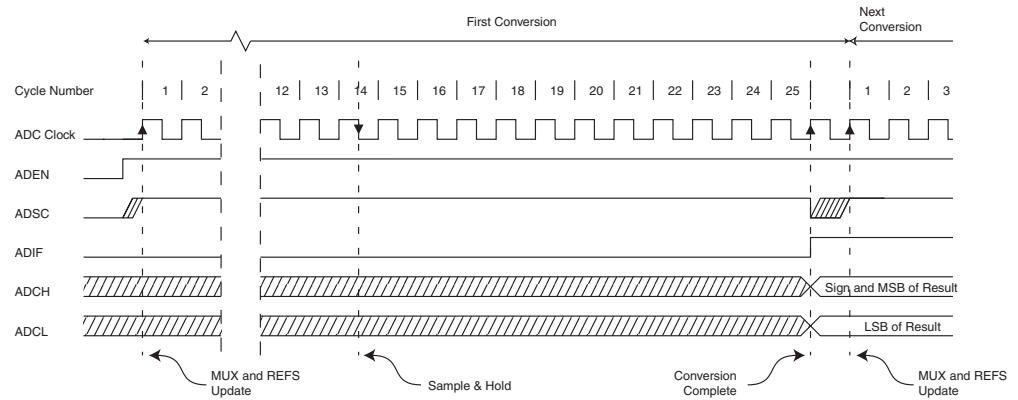 First Conversion
Next
Conversion
Cycle Number 1 2 12 13 14 15 16 17 18 19 20 21 22 23 24 25 1 2 3
ADC Clock
ADEN
ADSC
ADIF
ADCH Sign and MSB of Result
ADCL LSB of Result
MUX and REFS
Update
Sample & Hold
Conversion
Complete
MUX and REFS
Update